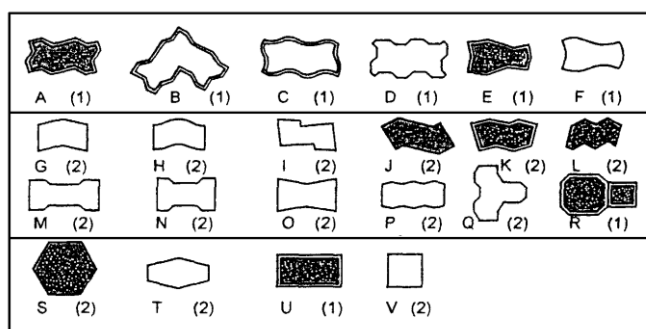 A (1) B (1) C (1) D (1) E (1) F (1)
G (2) H (2) I (2) J (2) K (2) L (2)
M (2) N (2) O (2) P (2) Q (2) R (1)
S (2) T (2) U (1) V (2)